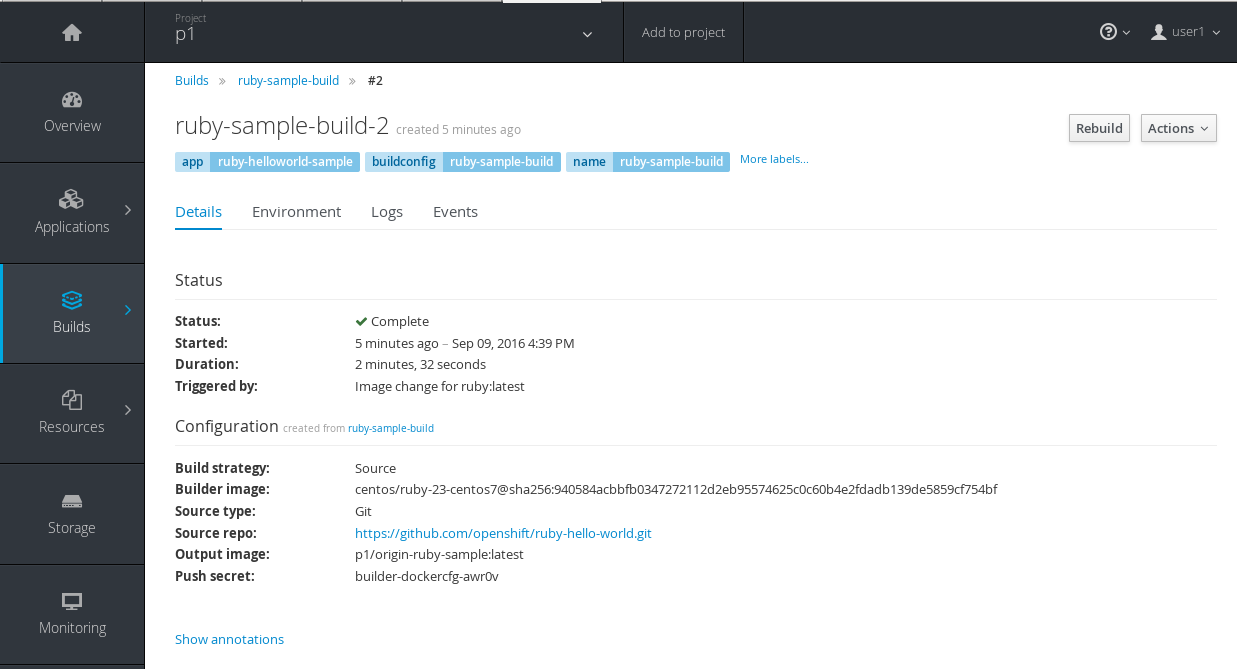 Project
p1
Add to project
user1
Overview
Applications
Builds
Resources
Storage
Monitoring
Builds » ruby-sample-build » #2
ruby-sample-build-2 created 5 minutes ago
Rebuild
Actions
app ruby-helloworld-sample buildconfig ruby-sample-build name ruby-sample-build More labels...
Details Environment Logs Events
Status
Status: Complete
Started: 5 minutes ago – Sep 09, 2016 4:39 PM
Duration: 2 minutes, 32 seconds
Triggered by: Image change for ruby:latest
Configuration created from ruby-sample-build
Build strategy: Source
Builder image: centos/ruby-23-centos7@sha256:940584acbbfb0347272112d2eb95574625c0c60b4e2fdadb139de5859cf754bf
Source type: Git
Source repo: https://github.com/openshift/ruby-hello-world.git
Output image: p1/origin-ruby-sample:latest
Push secret: builder-dockercfg-awr0v
Show annotations